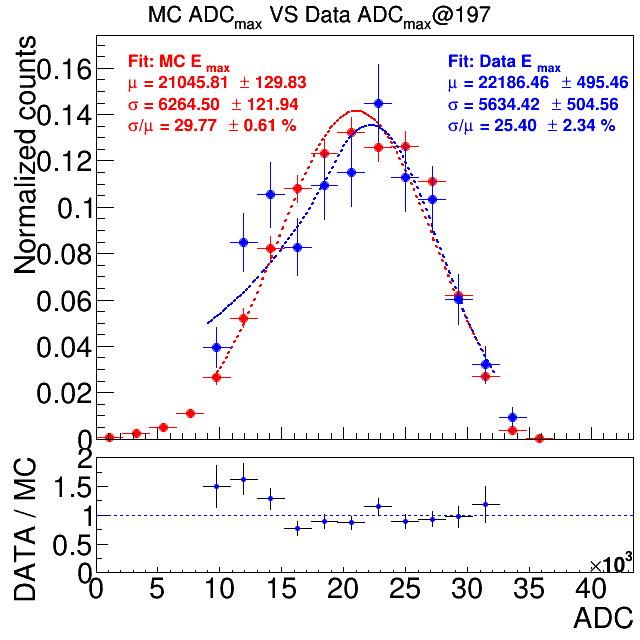 MC ADCmax VS Data ADCmax@197
Normalized counts
0.16
0.14
0.12
0.1
0.08
0.06
0.04
0.02
0
Fit: MC E max
μ = 21045.81 ± 129.83
σ = 6264.50 ± 121.94
σ/μ = 29.77 ± 0.61 %
Fit: Data E max
μ = 22186.46 ± 495.46
σ = 5634.42 ± 504.56
σ/μ = 25.40 ± 2.34 %
DATA / MC
2
1.5
1
0.5
0
0 5 10 15 20 25 30 35 40
×10³
ADC